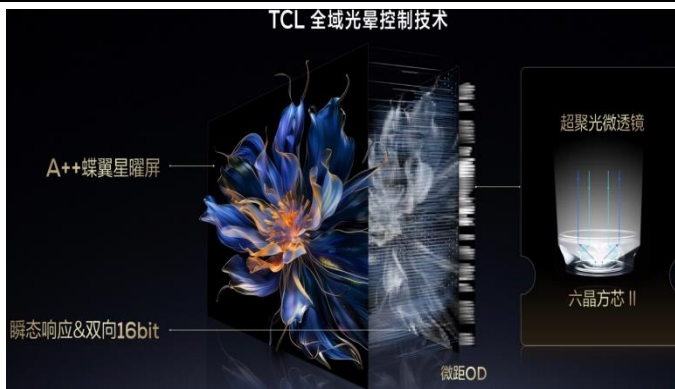 TCL 全域光晕控制技术
A++蝶翼星曜屏
超聚光微透镜
六晶方芯 II
瞬态响应&双向16bit
微距OD